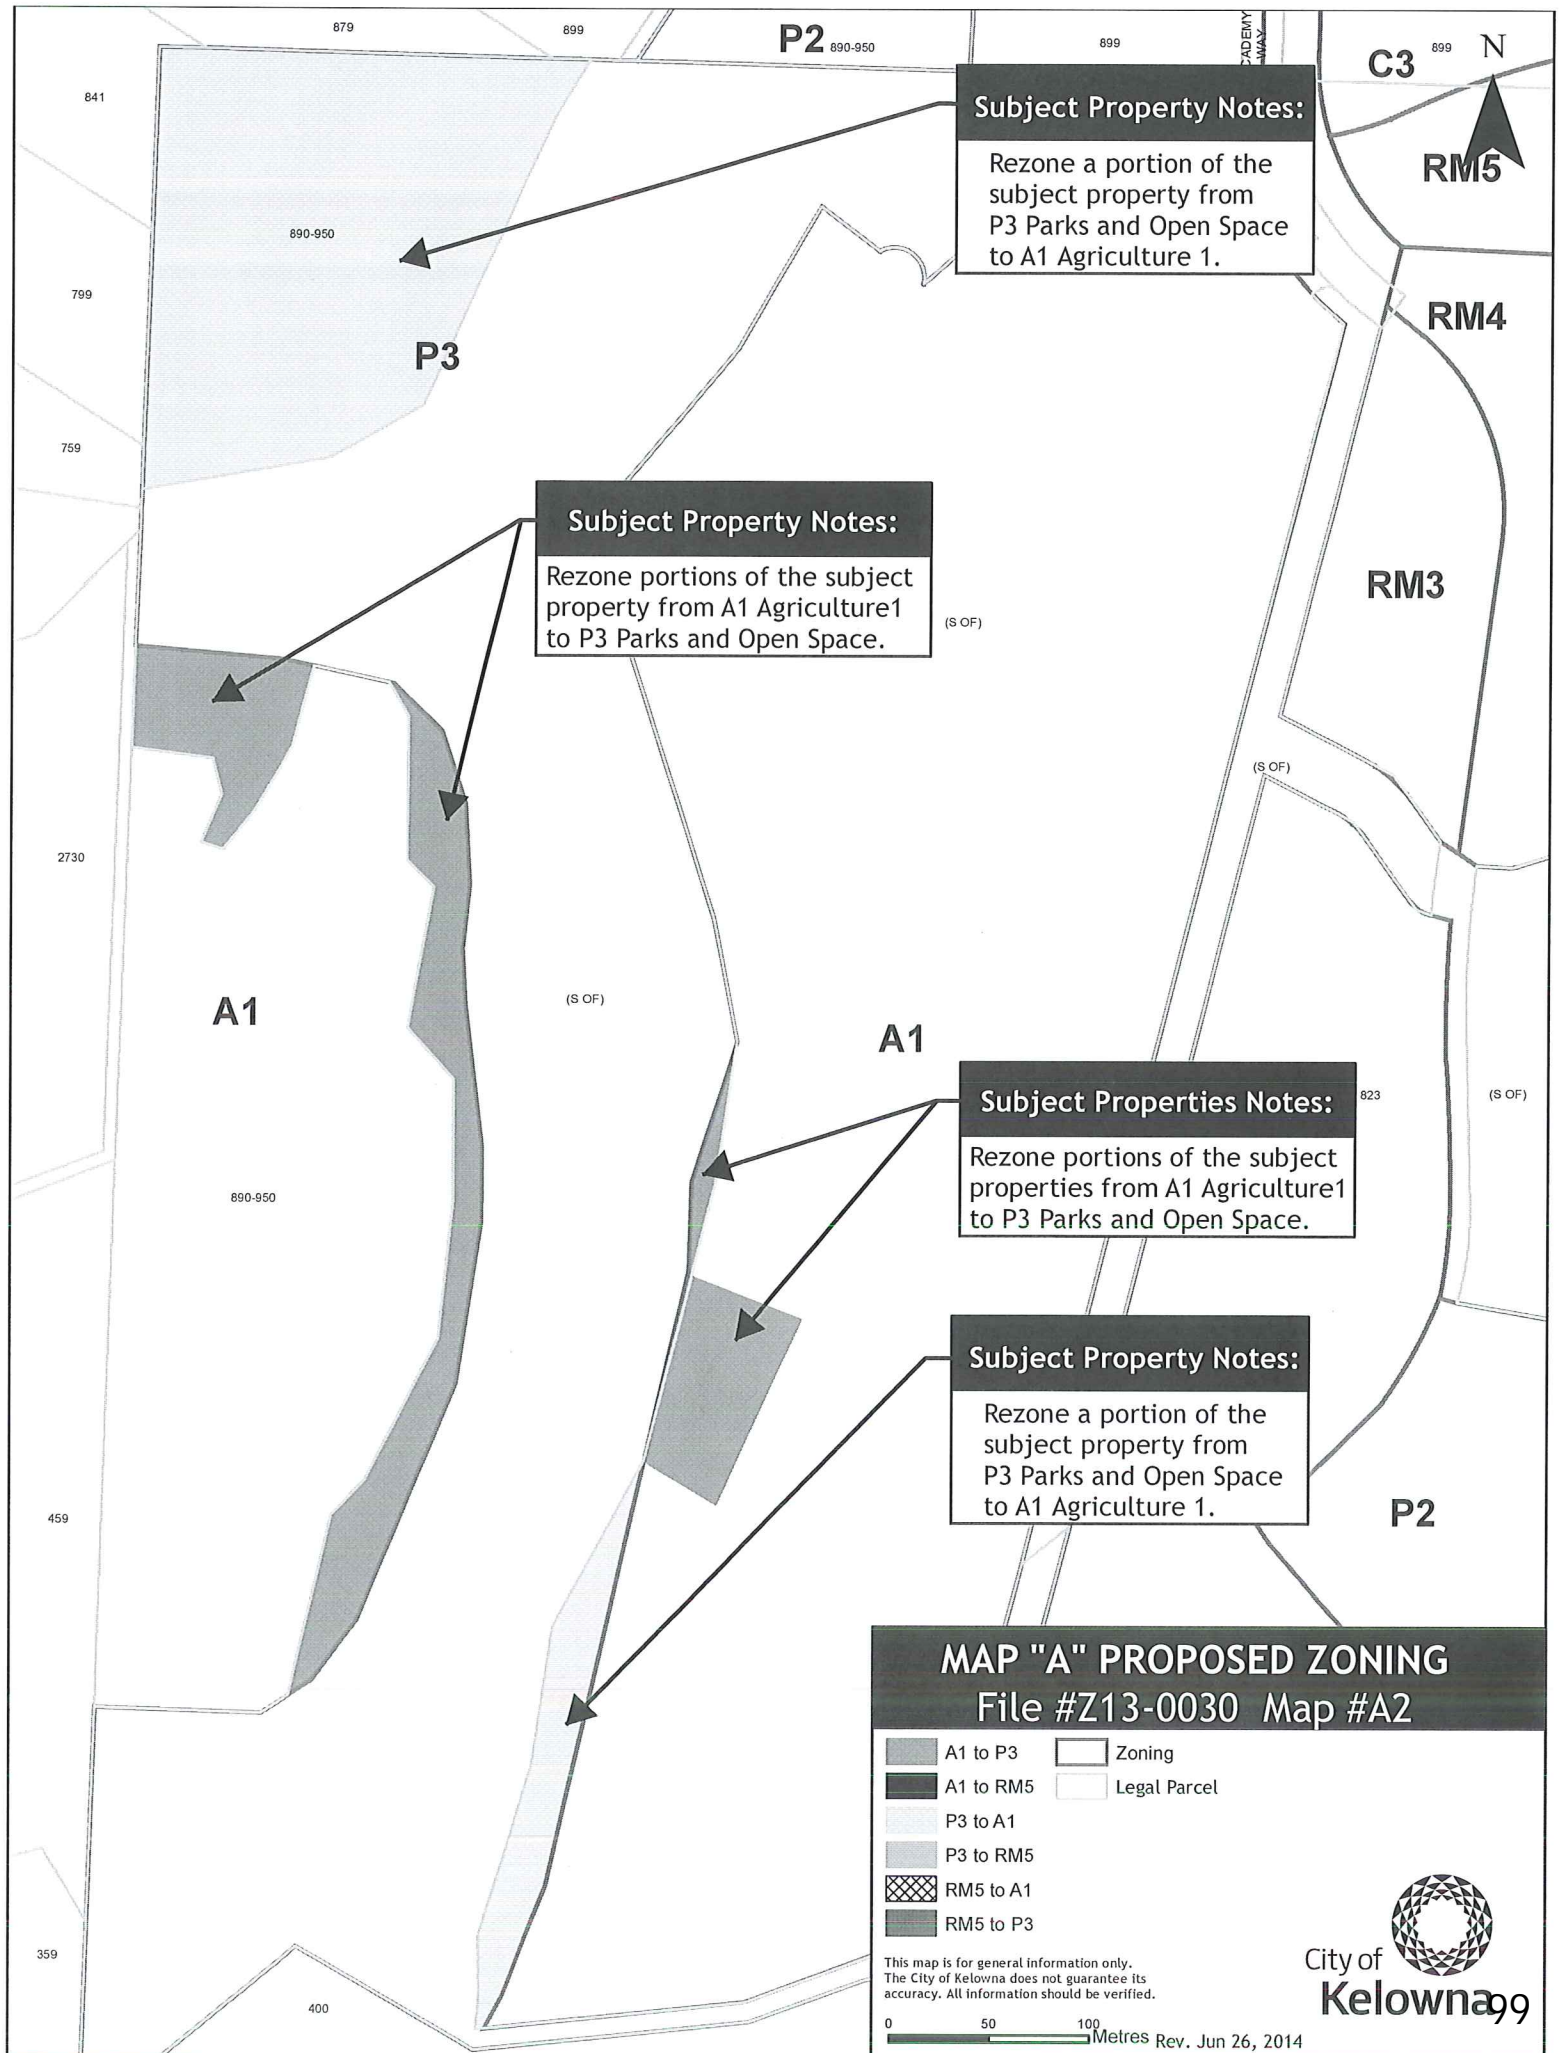 879
899
P2 890-950
899
CADEMY
WAY
C3
899
N
841
Subject Property Notes:
Rezone a portion of the
subject property from
P3 Parks and Open Space
to A1 Agriculture 1.
RM5
890-950
799
RM4
P3
759
Subject Property Notes:
Rezone portions of the subject
property from A1 Agriculture1
to P3 Parks and Open Space.
(S OF)
RM3
(S OF)
2730
A1
(S OF)
A1
Subject Properties Notes:
Rezone portions of the subject
properties from A1 Agriculture1
to P3 Parks and Open Space.
823
(S OF)
890-950
Subject Property Notes:
Rezone a portion of the
subject property from
P3 Parks and Open Space
to A1 Agriculture 1.
459
P2
MAP "A" PROPOSED ZONING
File #Z13-0030 Map #A2
A1 to P3
Zoning
A1 to RM5
Legal Parcel
P3 to A1
P3 to RM5
RM5 to A1
RM5 to P3
359
400
This map is for general information only.
The City of Kelowna does not guarantee its
accuracy. All information should be verified.
City of
Kelowna
99
0 50 100
Metres Rev. Jun 26, 2014